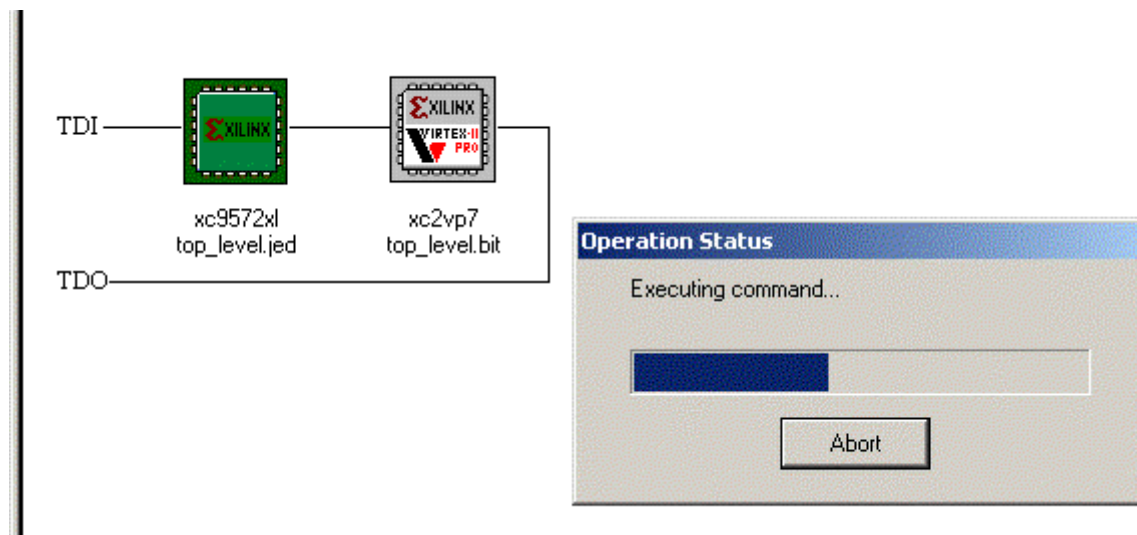 TDI
XILINX
XILINX
VIRTEX-II
PRO
xc9572xl
top_level.jed
xc2vp7
top_level.bit
TDO
Operation Status
Executing command...
Abort